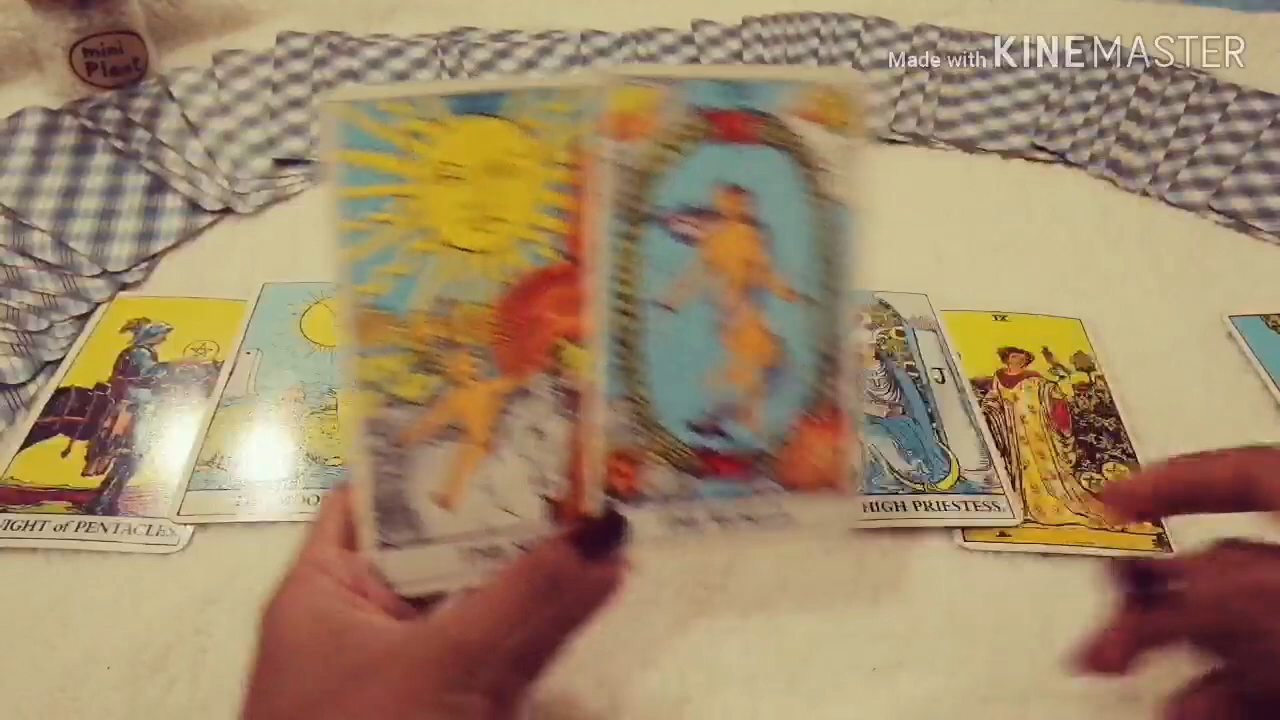 mini
Plant
Made with KINEMASTER
IX
J
NIGHT of PENTACLES.
HIGH PRIESTESS.